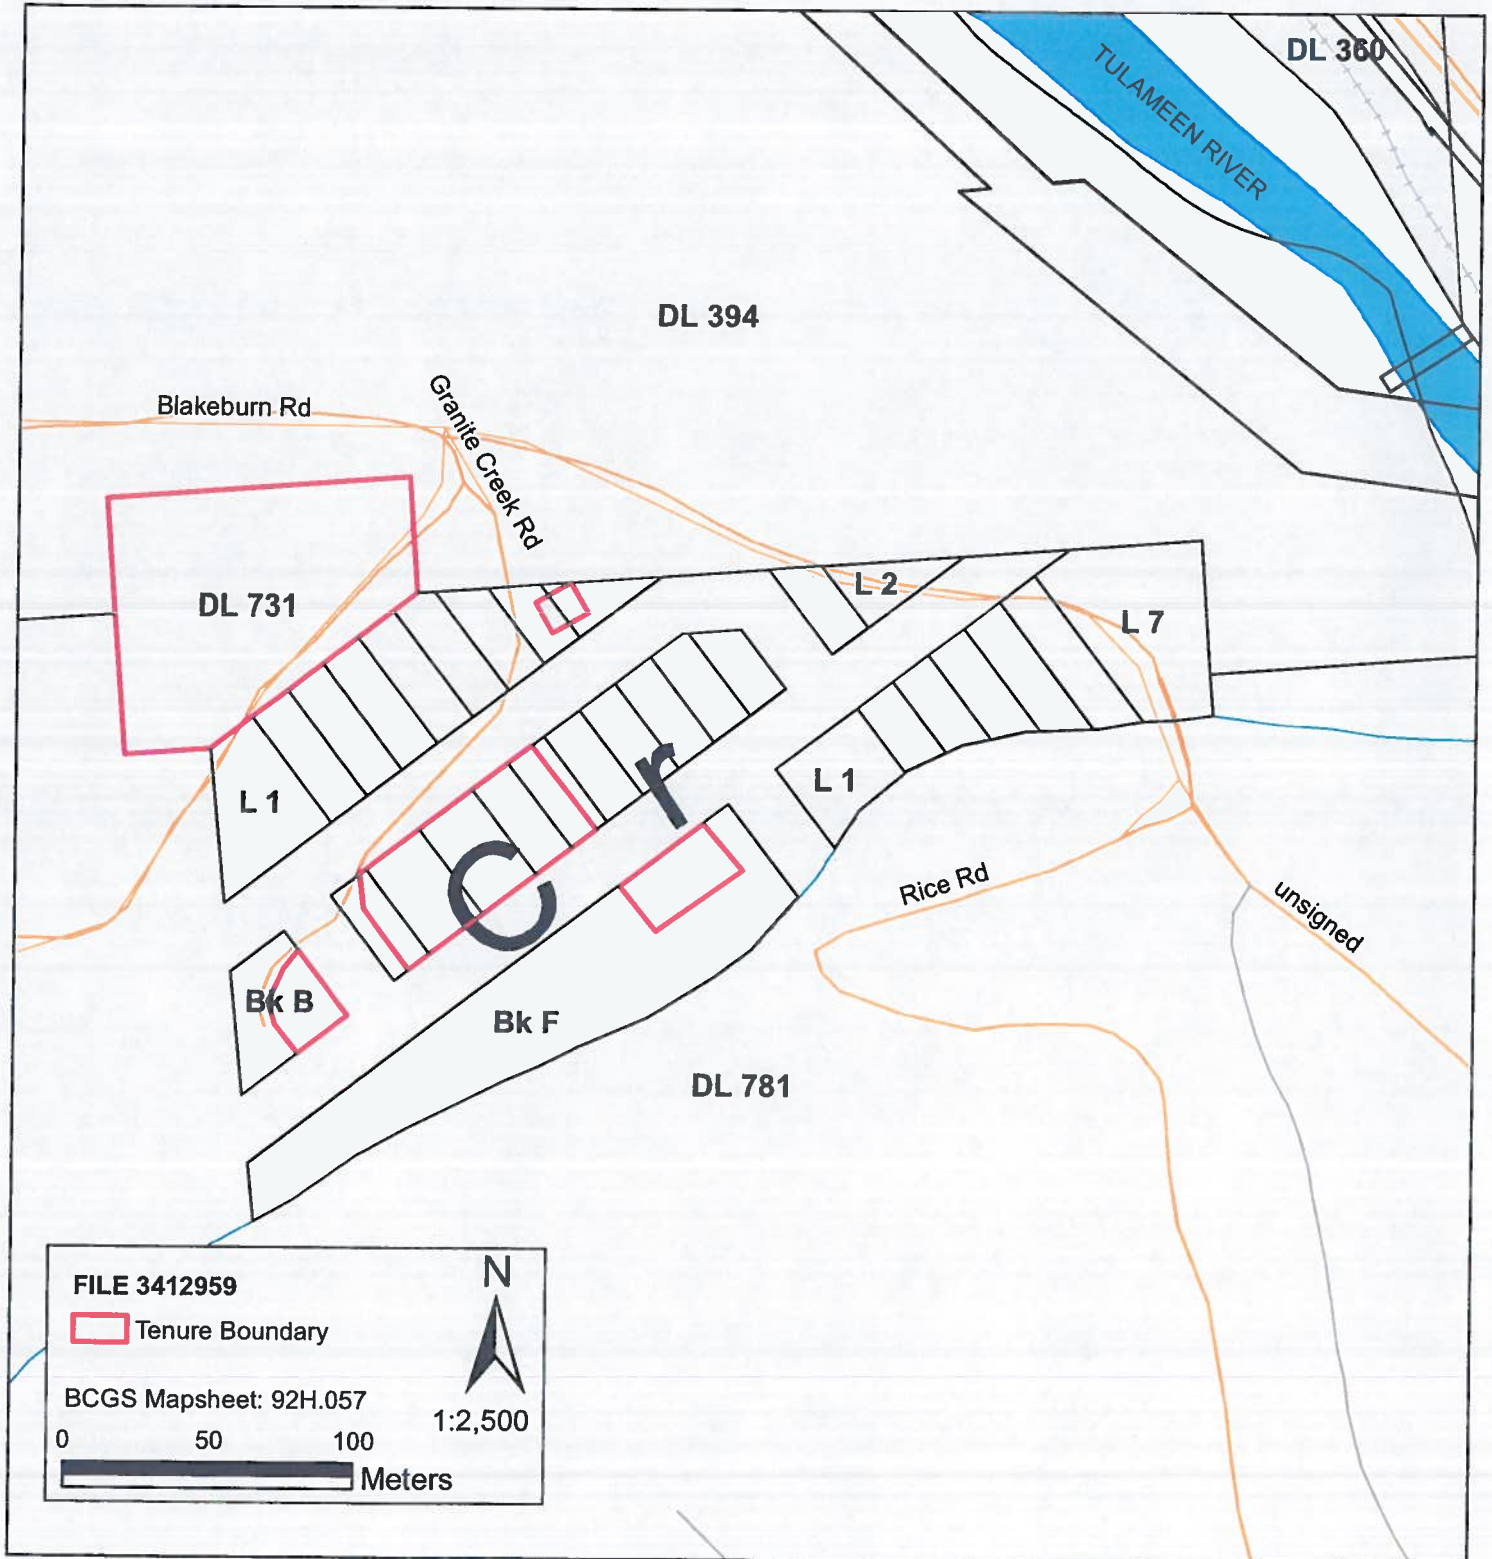 DL 360
TULAMEEN RIVER
DL 394
Blakeburn Rd
Granite Creek Rd
DL 731
L 2
L 7
L 1
L 1
r
C
Rice Rd
unsigned
Bk B
Bk F
DL 781
FILE 3412959
Tenure Boundary
N
BCGS Mapsheet: 92H.057
1:2,500
0 50 100
Meters